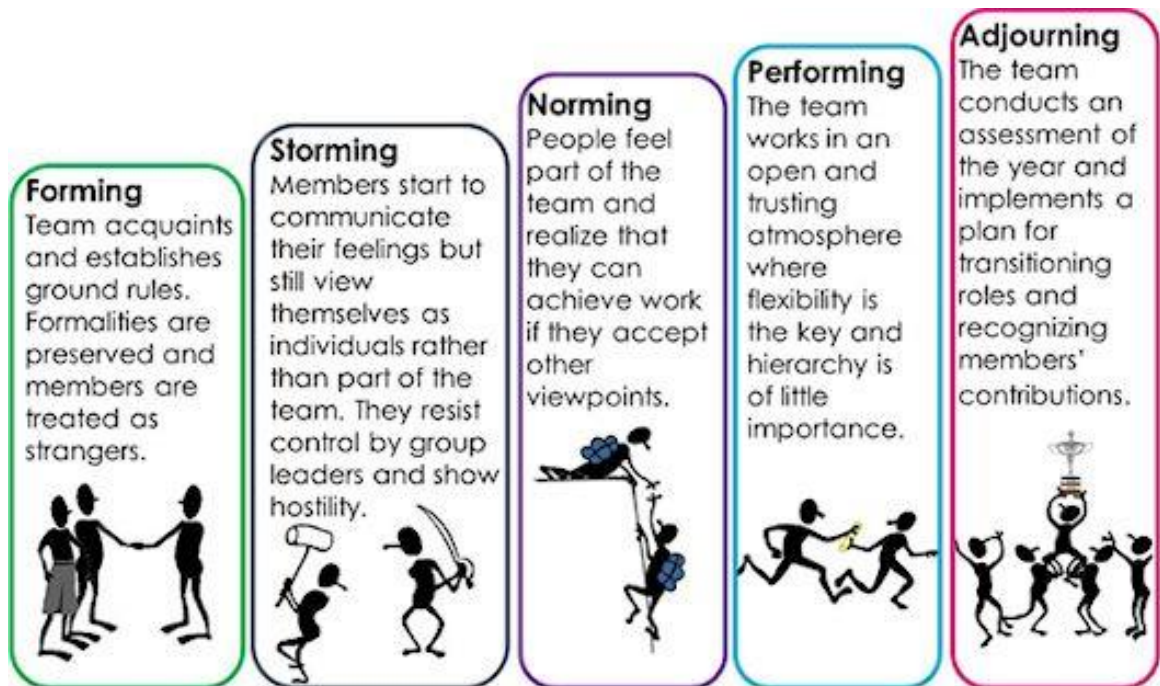 Forming
Team acquaints
and establishes
ground rules.
Formalities are
preserved and
members are
treated as
strangers.
Storming
Members start to
communicate
their feelings but
still view
themselves as
individuals rather
than part of the
team. They resist
control by group
leaders and show
hostility.
Norming
People feel
part of the
team and
realize that
they can
achieve work
if they accept
other
viewpoints.
Performing
The team
works in an
open and
trusting
atmosphere
where
flexibility is
the key and
hierarchy is
of little
importance.
Adjourning
The team
conducts an
assessment of
the year and
implements a
plan for
transitioning
roles and
recognizing
members'
contributions.